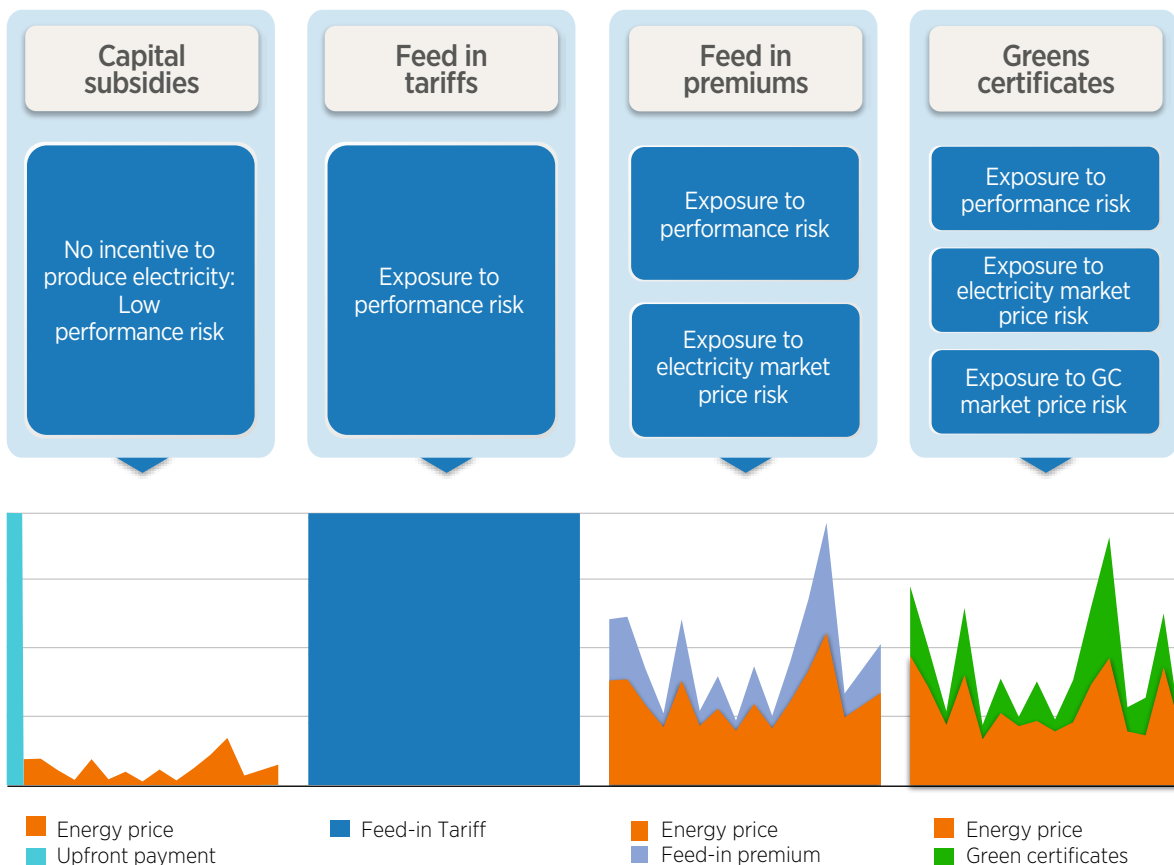 Capital
subsidies
No incentive to
produce electricity:
Low
performance risk
Feed in
tariffs
Exposure to
performance risk
Feed in
premiums
Exposure to
performance risk
Exposure to
electricity market
price risk
Greens
certificates
Exposure to
performance risk
Exposure to
electricity market
price risk
Exposure to GC
market price risk
Energy price
Upfront payment
Feed-in Tariff
Energy price
Feed-in premium
Energy price
Green certificates